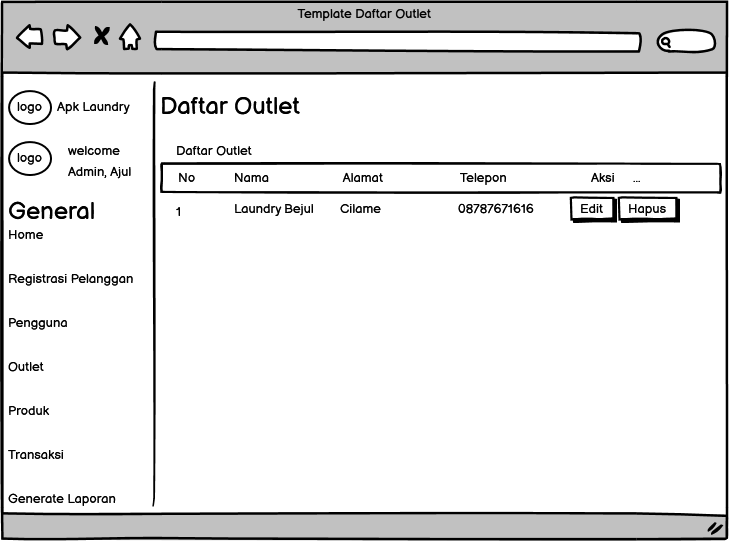 Template Daftar Outlet
logo Apk Laundry
logo welcome
Admin, Ajul
General
Home
Registrasi Pelanggan
Pengguna
Outlet
Produk
Transaksi
Generate Laporan
Daftar Outlet
Daftar Outlet
No Nama Alamat Telepon Aksi ...
1 Laundry Bejul Cilame 08787671616 Edit Hapus